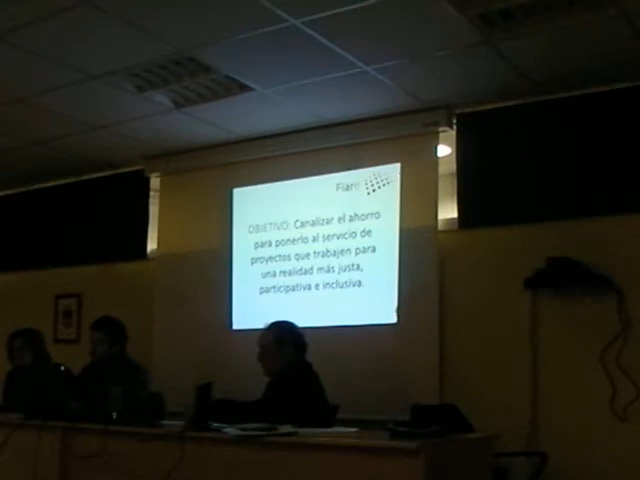 Fiare
OBJETIVO: Canalizar el ahorro
para ponerlo al servicio de
proyectos que trabajen para
una realidad más justa,
participativa e inclusiva.